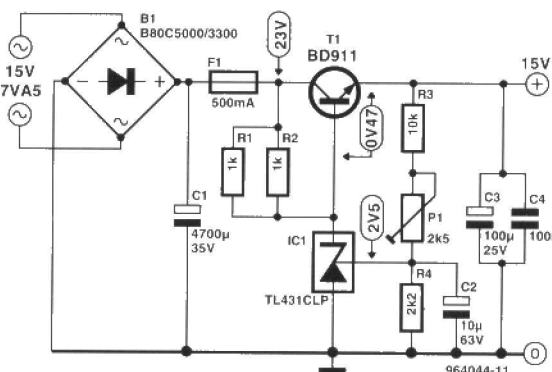 B1
B80C5000/3300
T1
BD911
23V
15V
7VA5
~
~
~
~
−
+
F1
500mA
15V
+
R3
10k
0V47
R1
1k
R2
1k
C1
4700µ
35V
2V5
P1
2k5
C3
100µ
25V
C4
100
IC1
TL431CLP
R4
2k2
C2
10µ
63V
0
964044-11